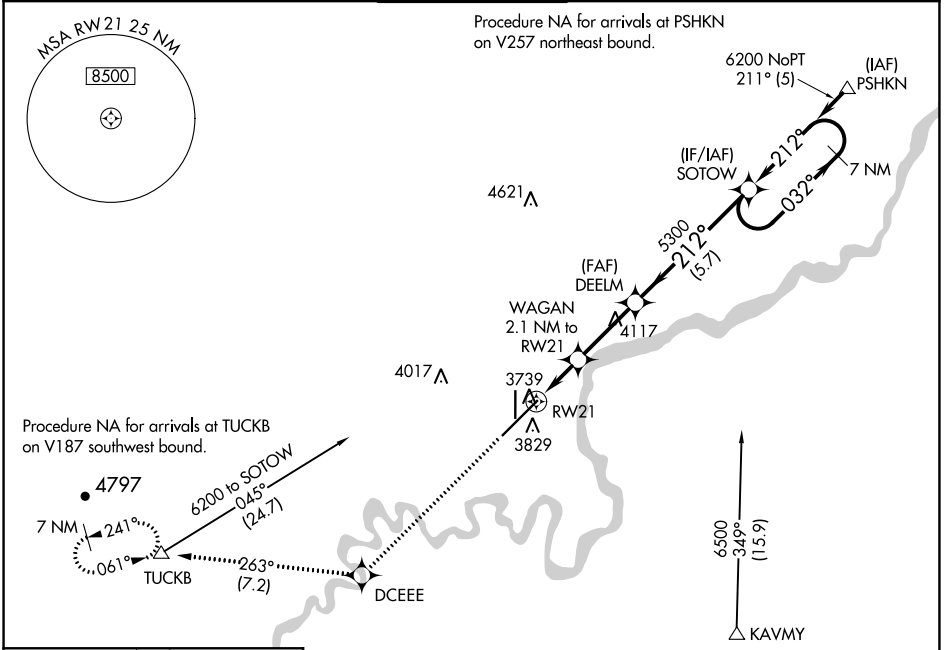 MSA RW21 25 NM
8500
Procedure NA for arrivals at PSHKN
on V257 northeast bound.
6200 NoPT
211° (5)
(IAF)
PSHKN
(IF/IAF)
SOTOW
212°
032°
7 NM
4621
5300
212°
(5.7)
(FAF)
DEELM
WAGAN
2.1 NM to
RW21
4117
4017
3739
RW21
3829
Procedure NA for arrivals at TUCKB
on V187 southwest bound.
4797
6200 to SOTOW
045°
(24.7)
7 NM
241°
061°
TUCKB
263°
(7.2)
DCEEE
6500
349°
(15.9)
KAVMY